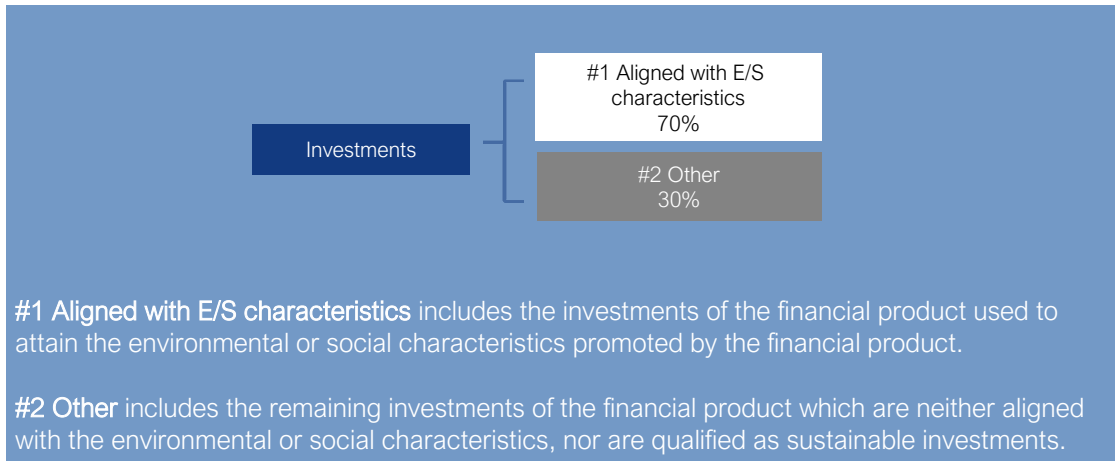 #1 Aligned with E/S
characteristics
70%
Investments
#2 Other
30%
#1 Aligned with E/S characteristics includes the investments of the financial product used to
attain the environmental or social characteristics promoted by the financial product.
#2 Other includes the remaining investments of the financial product which are neither aligned
with the environmental or social characteristics, nor are qualified as sustainable investments.